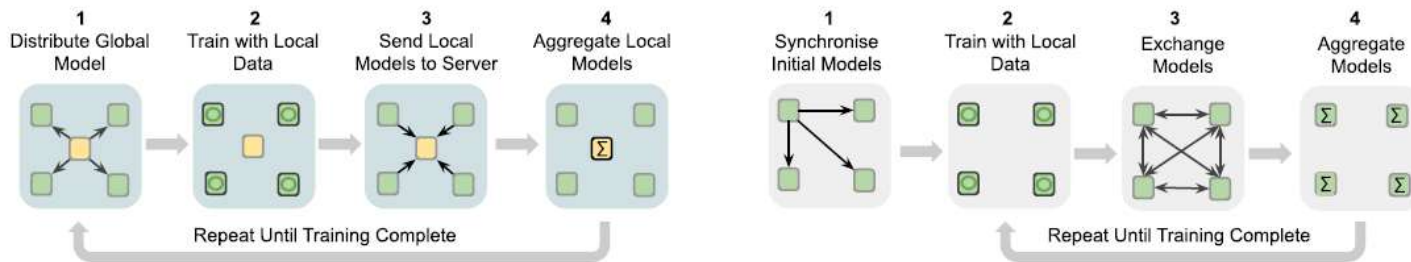 1
Distribute Global
Model
2
Train with Local
Data
3
Send Local
Models to Server
4
Aggregate Local
Models
Σ
Repeat Until Training Complete
1
Synchronise
Initial Models
2
Train with Local
Data
3
Exchange
Models
4
Aggregate
Models
Σ Σ
Σ Σ
Repeat Until Training Complete